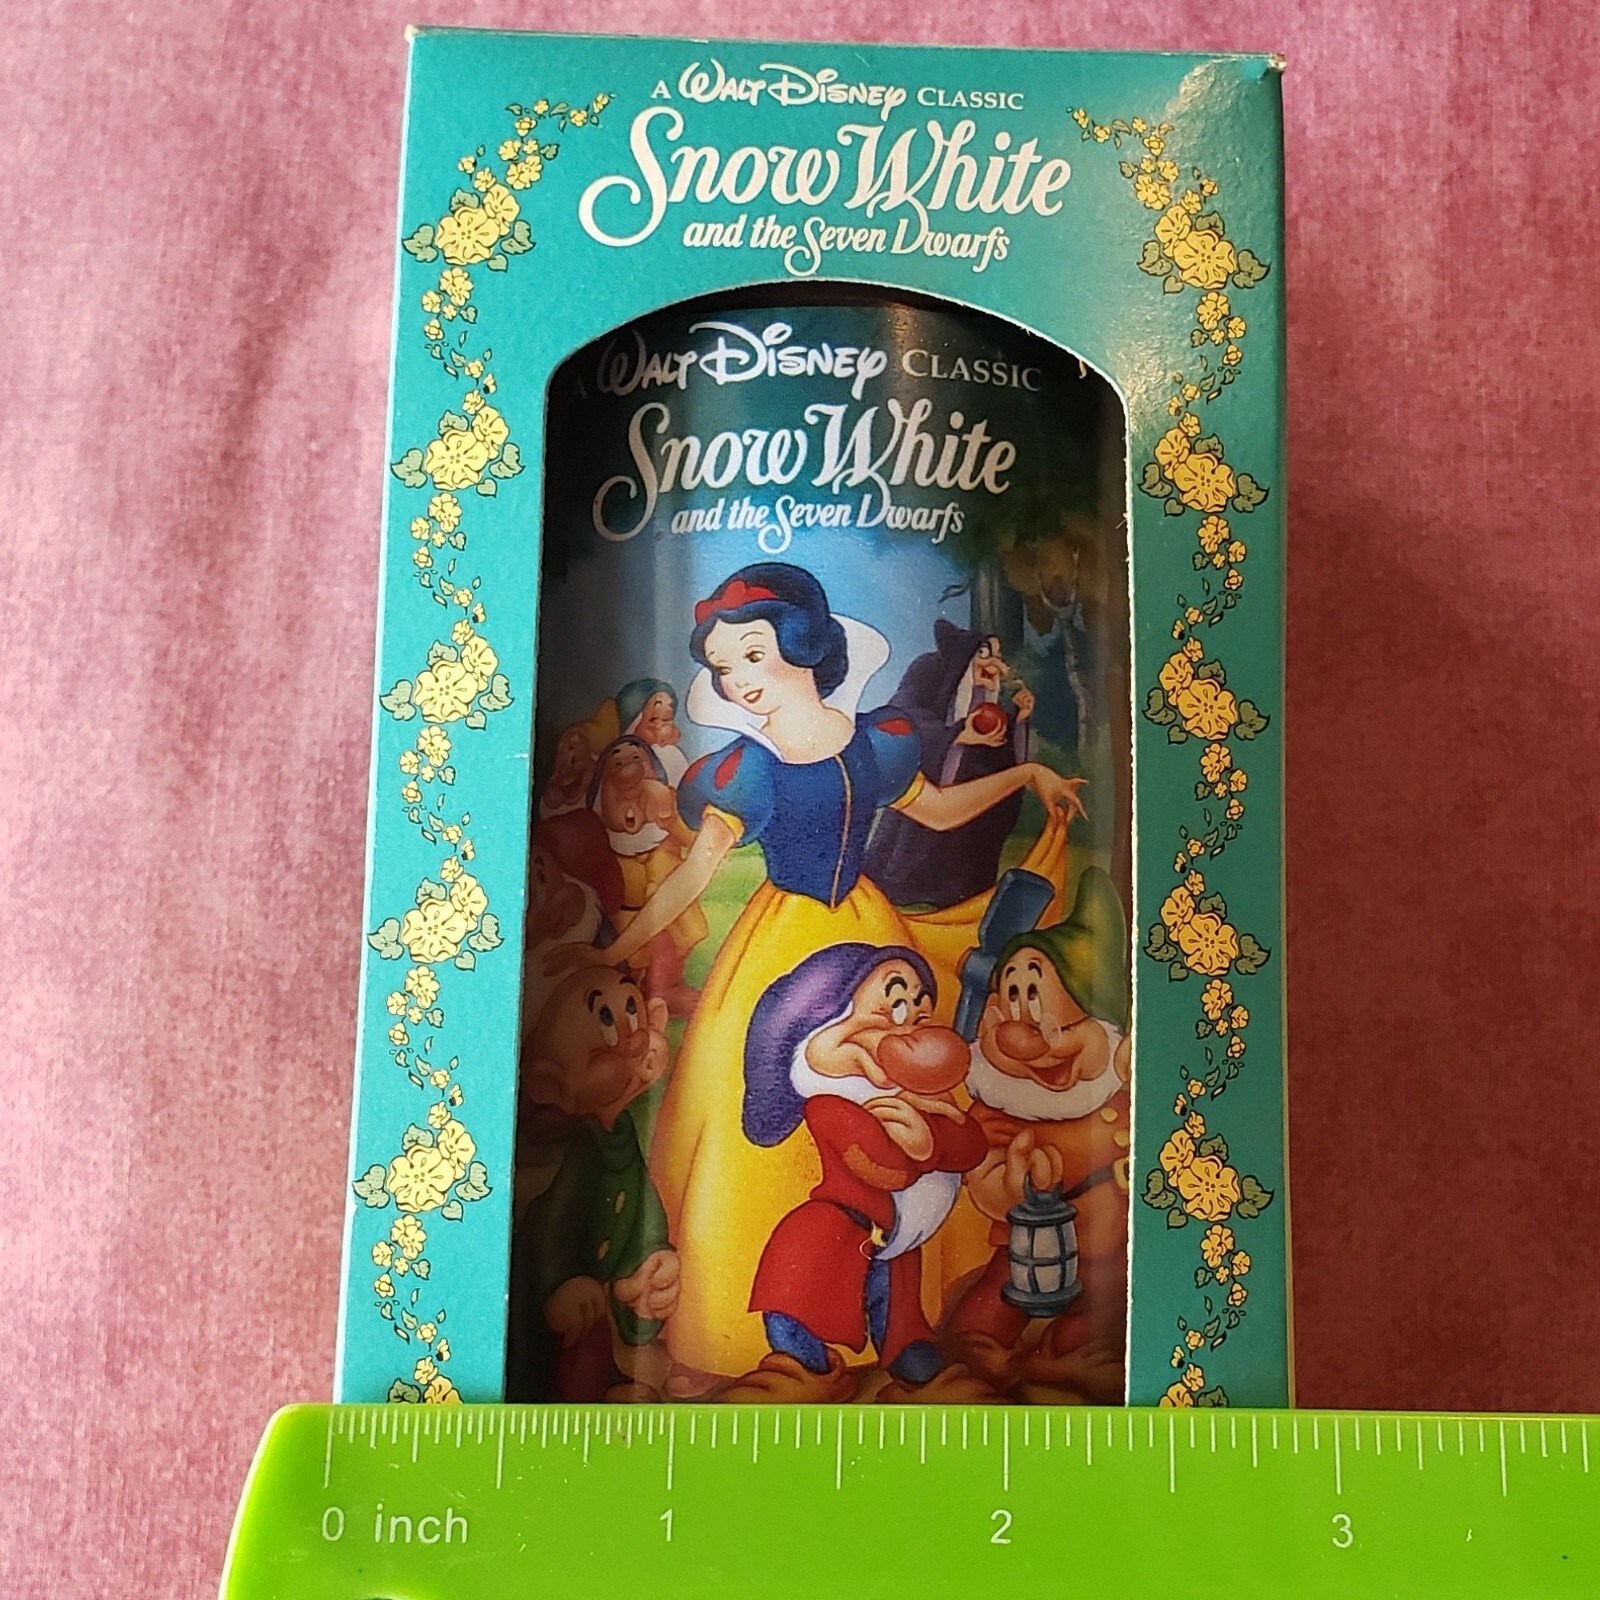 A Walt Disney CLASSIC
Snow White
and the Seven Dwarfs
A Walt Disney CLASSIC
Snow White
and the Seven Dwarfs
0 inch 1 2 3